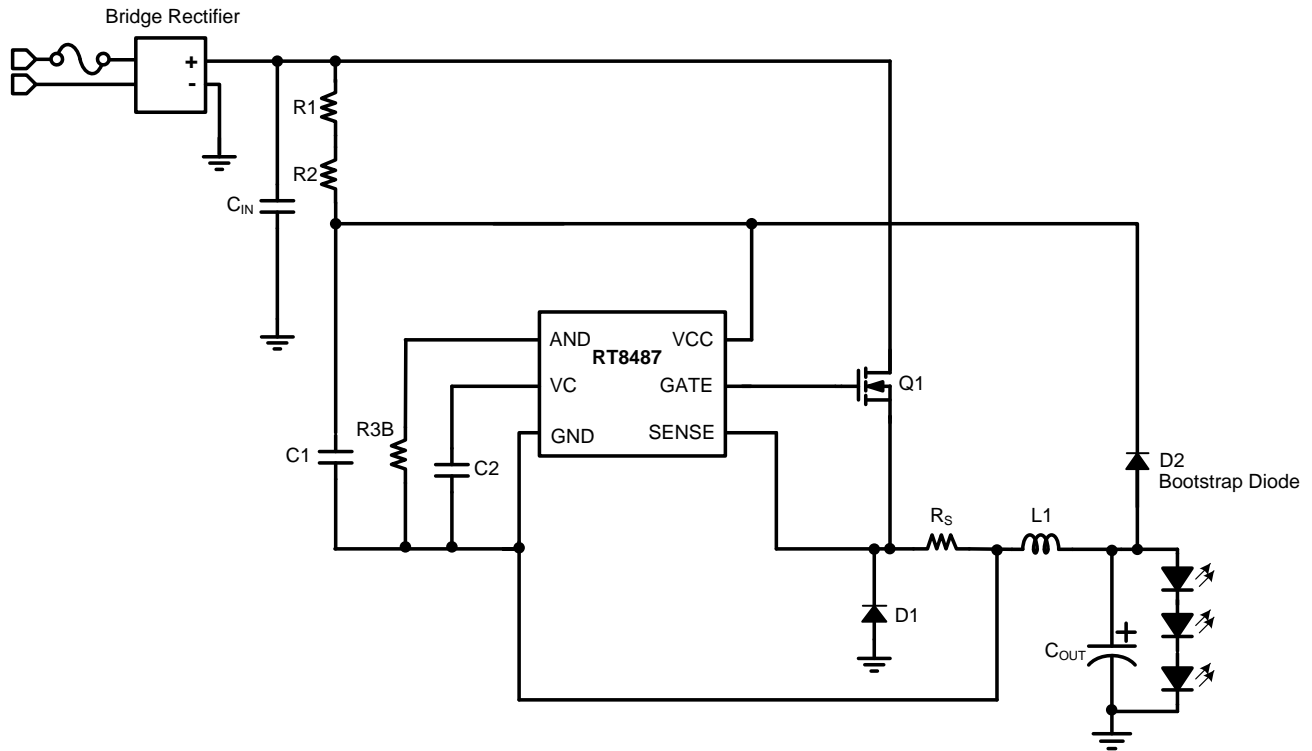 Bridge Rectifier
+
-
R1
R2
CIN
AND
VCC
RT8487
VC
GATE
Q1
GND
SENSE
R3B
C1
C2
D2
Bootstrap Diode
RS
L1
D1
COUT
+